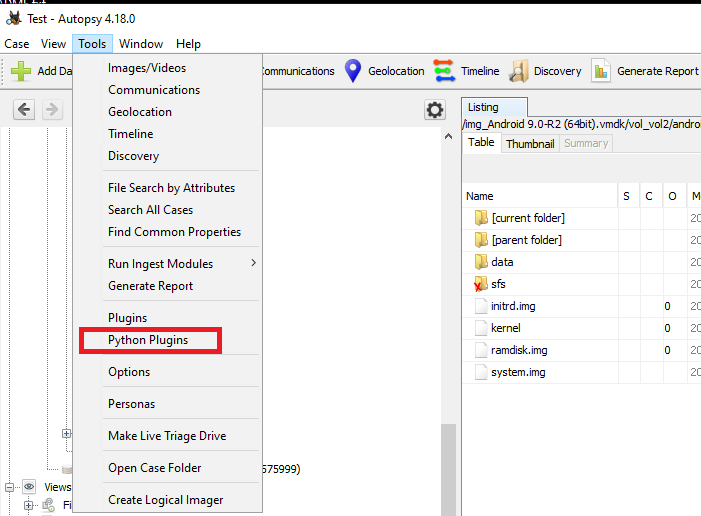 Test - Autopsy 4.18.0
Case View Tools Window Help
Add Da
Communications Geolocation Timeline Discovery Generate Report
Images/Videos
Communications
Geolocation
Timeline
Discovery
File Search by Attributes
Search All Cases
Find Common Properties
Run Ingest Modules
Generate Report
Plugins
Python Plugins
Options
Personas
Make Live Triage Drive
Open Case Folder
Create Logical Imager
575999)
Views
Fi
Listing
/img_Android 9.0-R2 (64bit).vmdk/vol_vol2/andro
Table Thumbnail Summary
Name S C O M
[current folder] 20
[parent folder] 20
data 20
sfs 20
initrd.img 0 20
kernel 0 20
ramdisk.img 0 20
system.img 20